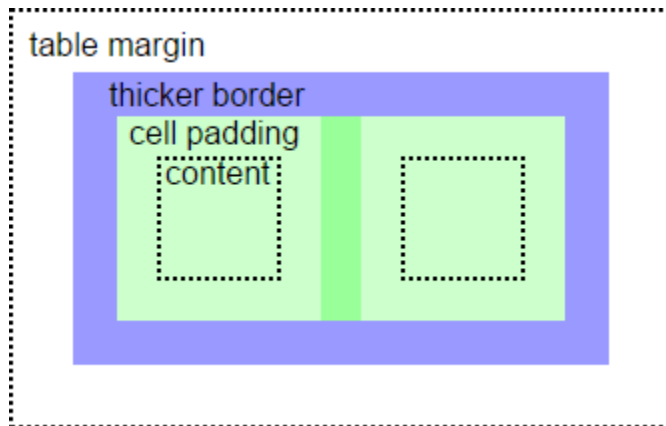 table margin
thicker border
cell padding
content